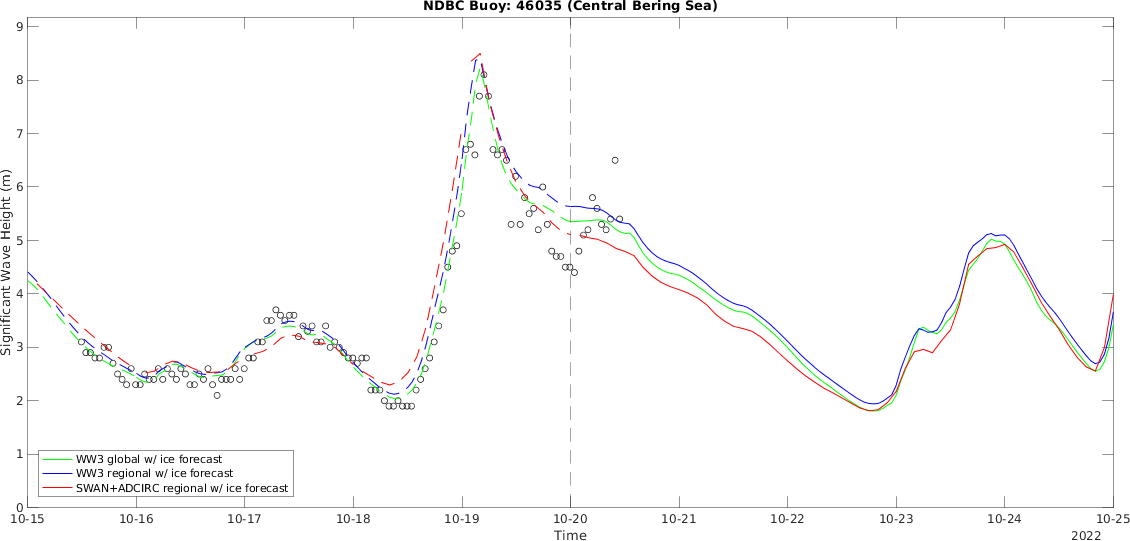 NDBC Buoy: 46035 (Central Bering Sea)
9
8
7
6
5
4
3
2
1
0
Significant Wave Height (m)
WW3 global w/ ice forecast
WW3 regional w/ ice forecast
SWAN+ADCIRC regional w/ ice forecast
10-15 10-16 10-17 10-18 10-19 10-20 10-21 10-22 10-23 10-24 10-25
Time
2022